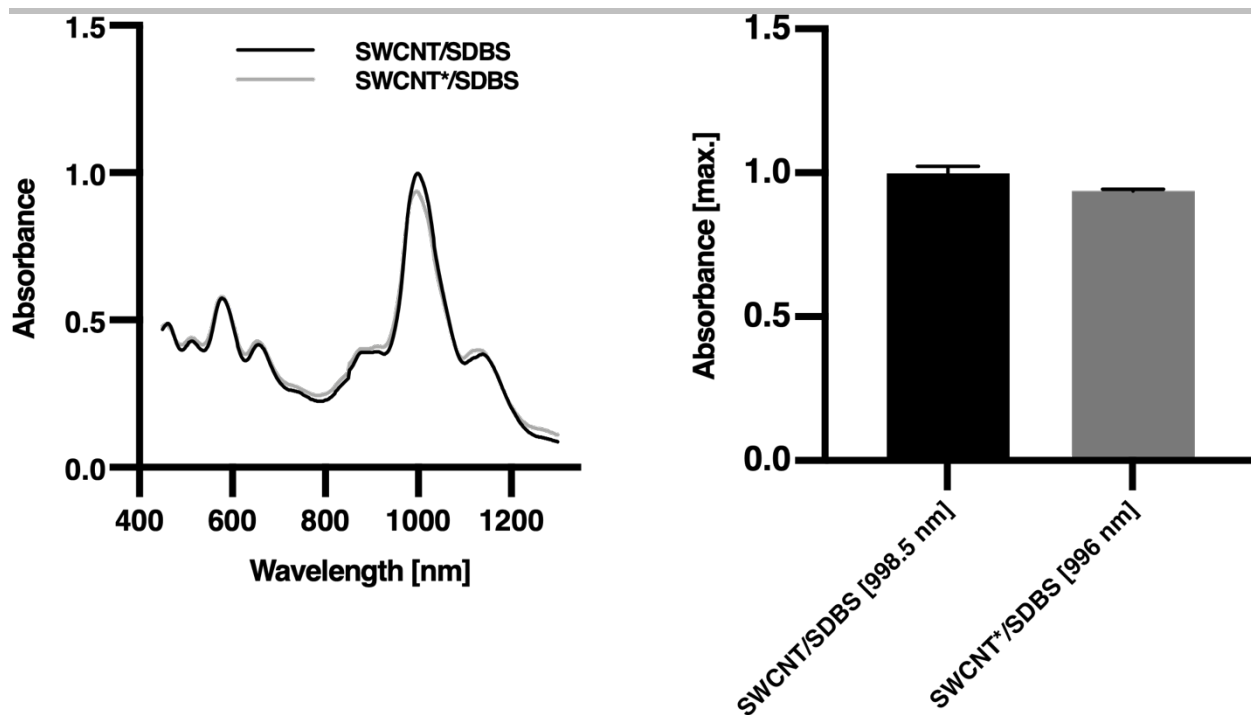 1.5
SWCNT/SDBS
SWCNT*/SDBS
1.0
0.5
0.0
400 600 800 1000 1200
Absorbance
Wavelength [nm]
1.5
1.0
0.5
0.0
Absorbance [max.]
SWCNT/SDBS [998.5 nm]
SWCNT*/SDBS [996 nm]